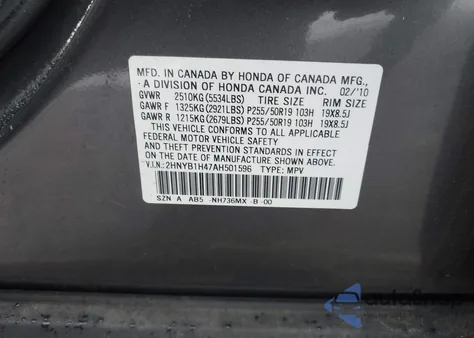 MFD. IN CANADA BY HONDA OF CANADA MFG.,
A DIVISION OF HONDA CANADA INC. 02/'10
GVWR 2510KG(5534LBS) TIRE SIZE RIM SIZE
GAWR F 1325KG(2921LBS) P255/50R19 103H 19X8.5J
GAWR R 1215KG(2679LBS) P255/50R19 103H 19X8.5J
THIS VEHICLE CONFORMS TO ALL APPLICABLE
FEDERAL MOTOR VEHICLE SAFETY AND
THEFT PREVENTION STANDARDS IN EFFECT ON
THE DATE OF MANUFACTURE SHOWN ABOVE.
V.I.N.:2HNYB1H47AH501596 TYPE: MPV
SZN A AB5 -NH736MX -B -00